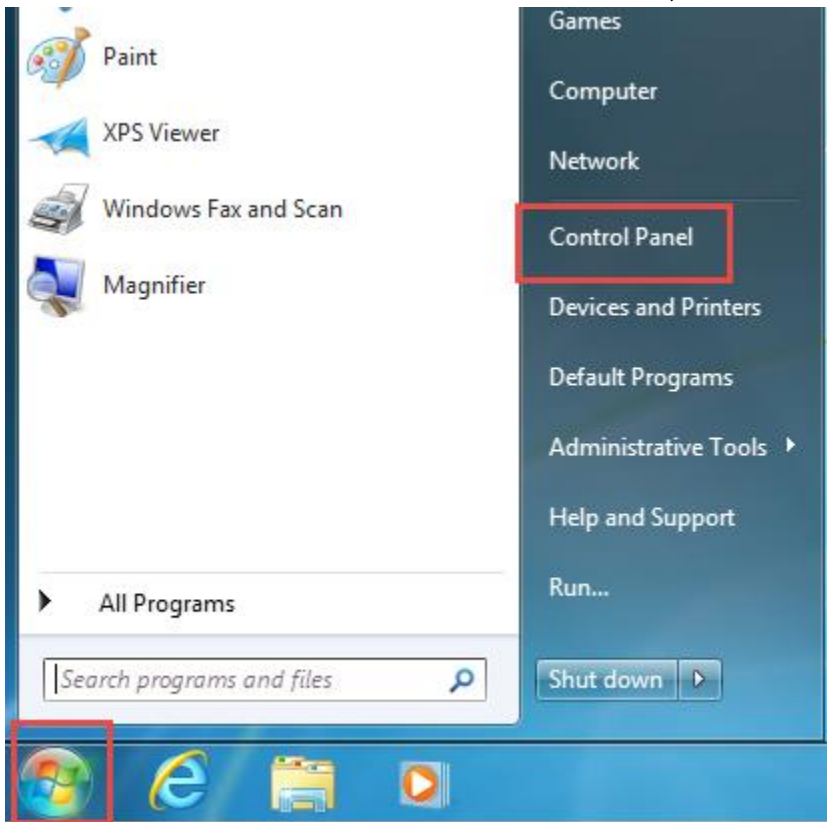 Paint
XPS Viewer
Windows Fax and Scan
Magnifier
All Programs
Search programs and files
Games
Computer
Network
Control Panel
Devices and Printers
Default Programs
Administrative Tools
Help and Support
Run...
Shut down